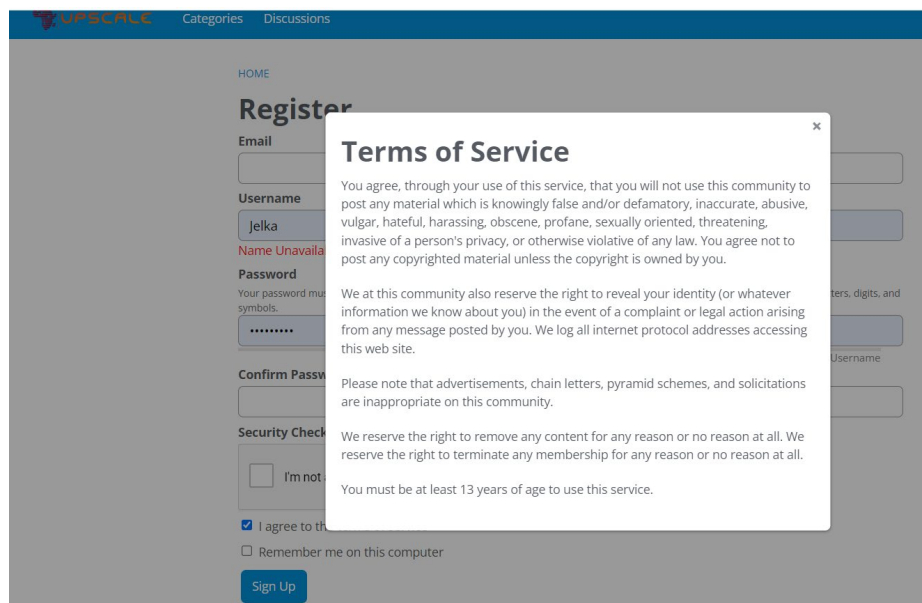 UPSCALE Categories Discussions
HOME
Register
Email
Username
Jelka
Name Unavaila
Password
Your password mus
ters, digits, and
symbols.
•••••••••
Username
Confirm Passw
Security Check
I'm not
I agree to th
Remember me on this computer
Sign Up
×
Terms of Service
You agree, through your use of this service, that you will not use this community to
post any material which is knowingly false and/or defamatory, inaccurate, abusive,
vulgar, hateful, harassing, obscene, profane, sexually oriented, threatening,
invasive of a person's privacy, or otherwise violative of any law. You agree not to
post any copyrighted material unless the copyright is owned by you.
We at this community also reserve the right to reveal your identity (or whatever
information we know about you) in the event of a complaint or legal action arising
from any message posted by you. We log all internet protocol addresses accessing
this web site.
Please note that advertisements, chain letters, pyramid schemes, and solicitations
are inappropriate on this community.
We reserve the right to remove any content for any reason or no reason at all. We
reserve the right to terminate any membership for any reason or no reason at all.
You must be at least 13 years of age to use this service.